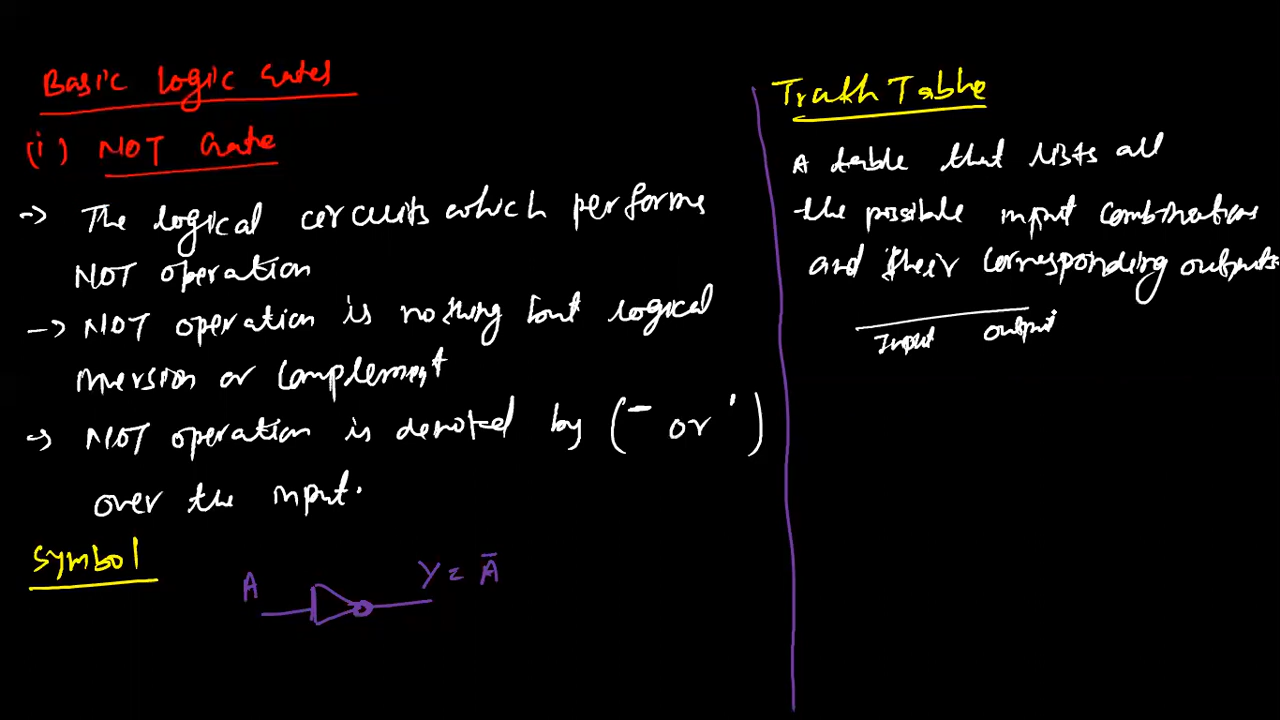 Basic Logic Gates
(i) NOT Gate
-> The logical circuits which performs
NOT operation
-> NOT operation is nothing but logical
inversion or complement
-> NOT operation is denoted by ( ‾ or ' )
over the input.
Symbol
A Y = A̅
Truth Table
A table that lists all
the possible input combinations
and their corresponding outputs
Input output